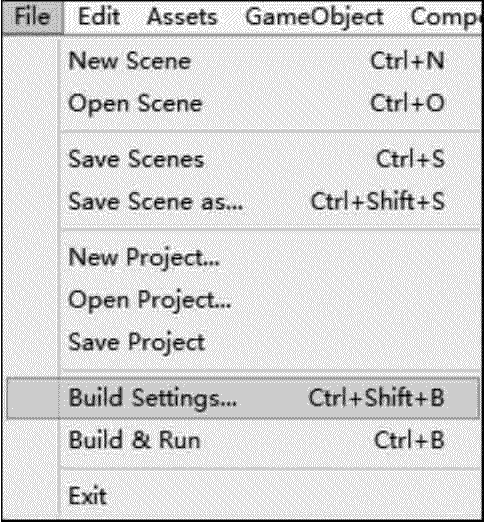 File Edit Assets GameObject Comp
New Scene Ctrl+N
Open Scene Ctrl+O
Save Scenes Ctrl+S
Save Scene as... Ctrl+Shift+S
New Project...
Open Project...
Save Project
Build Settings... Ctrl+Shift+B
Build & Run Ctrl+B
Exit